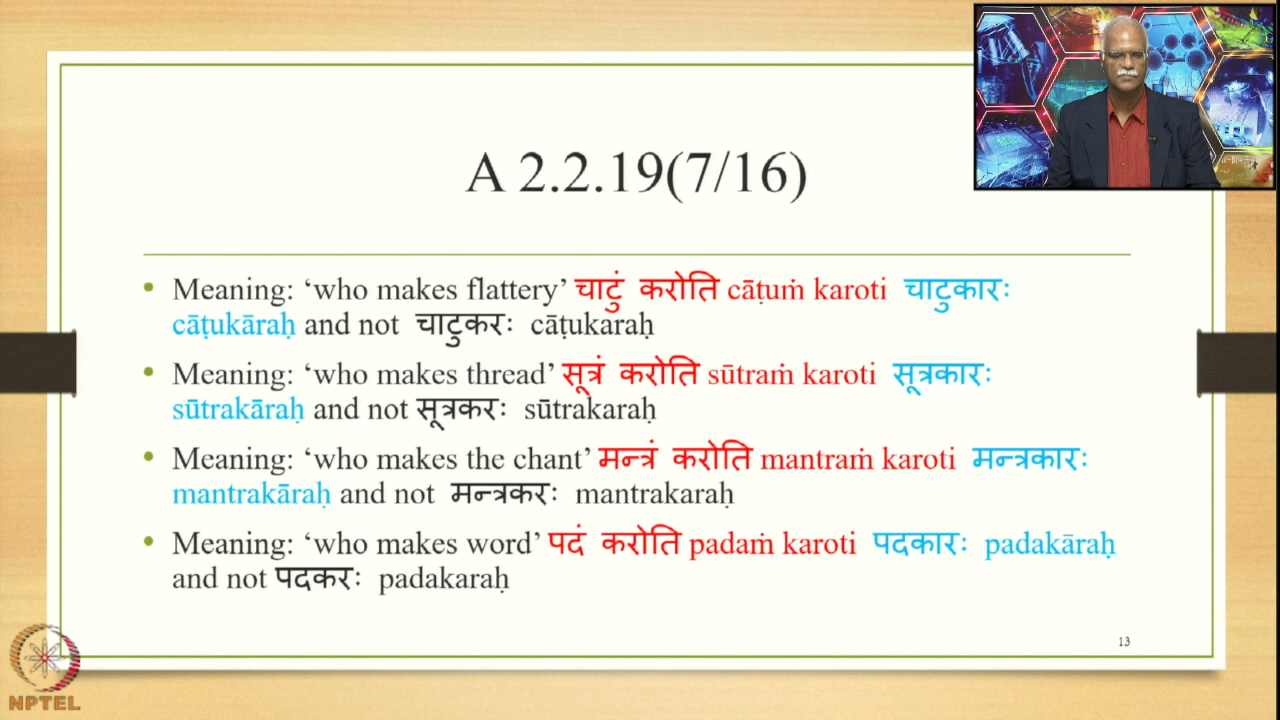 A 2.2.19(7/16)
• Meaning: ‘who makes flattery’ चाटुं करोति cāṭuṁ karoti चाटुकारः
cāṭukāraḥ and not चाटुकरः cāṭukaraḥ
• Meaning: ‘who makes thread’ सूत्रं करोति sūtraṁ karoti सूत्रकारः
sūtrakāraḥ and not सूत्रकरः sūtrakaraḥ
• Meaning: ‘who makes the chant’ मन्त्रं करोति mantraṁ karoti मन्त्रकारः
mantrakāraḥ and not मन्त्रकरः mantrakaraḥ
• Meaning: ‘who makes word’ पदं करोति padaṁ karoti पदकारः padakāraḥ
and not पदकरः padakaraḥ
13
NPTEL